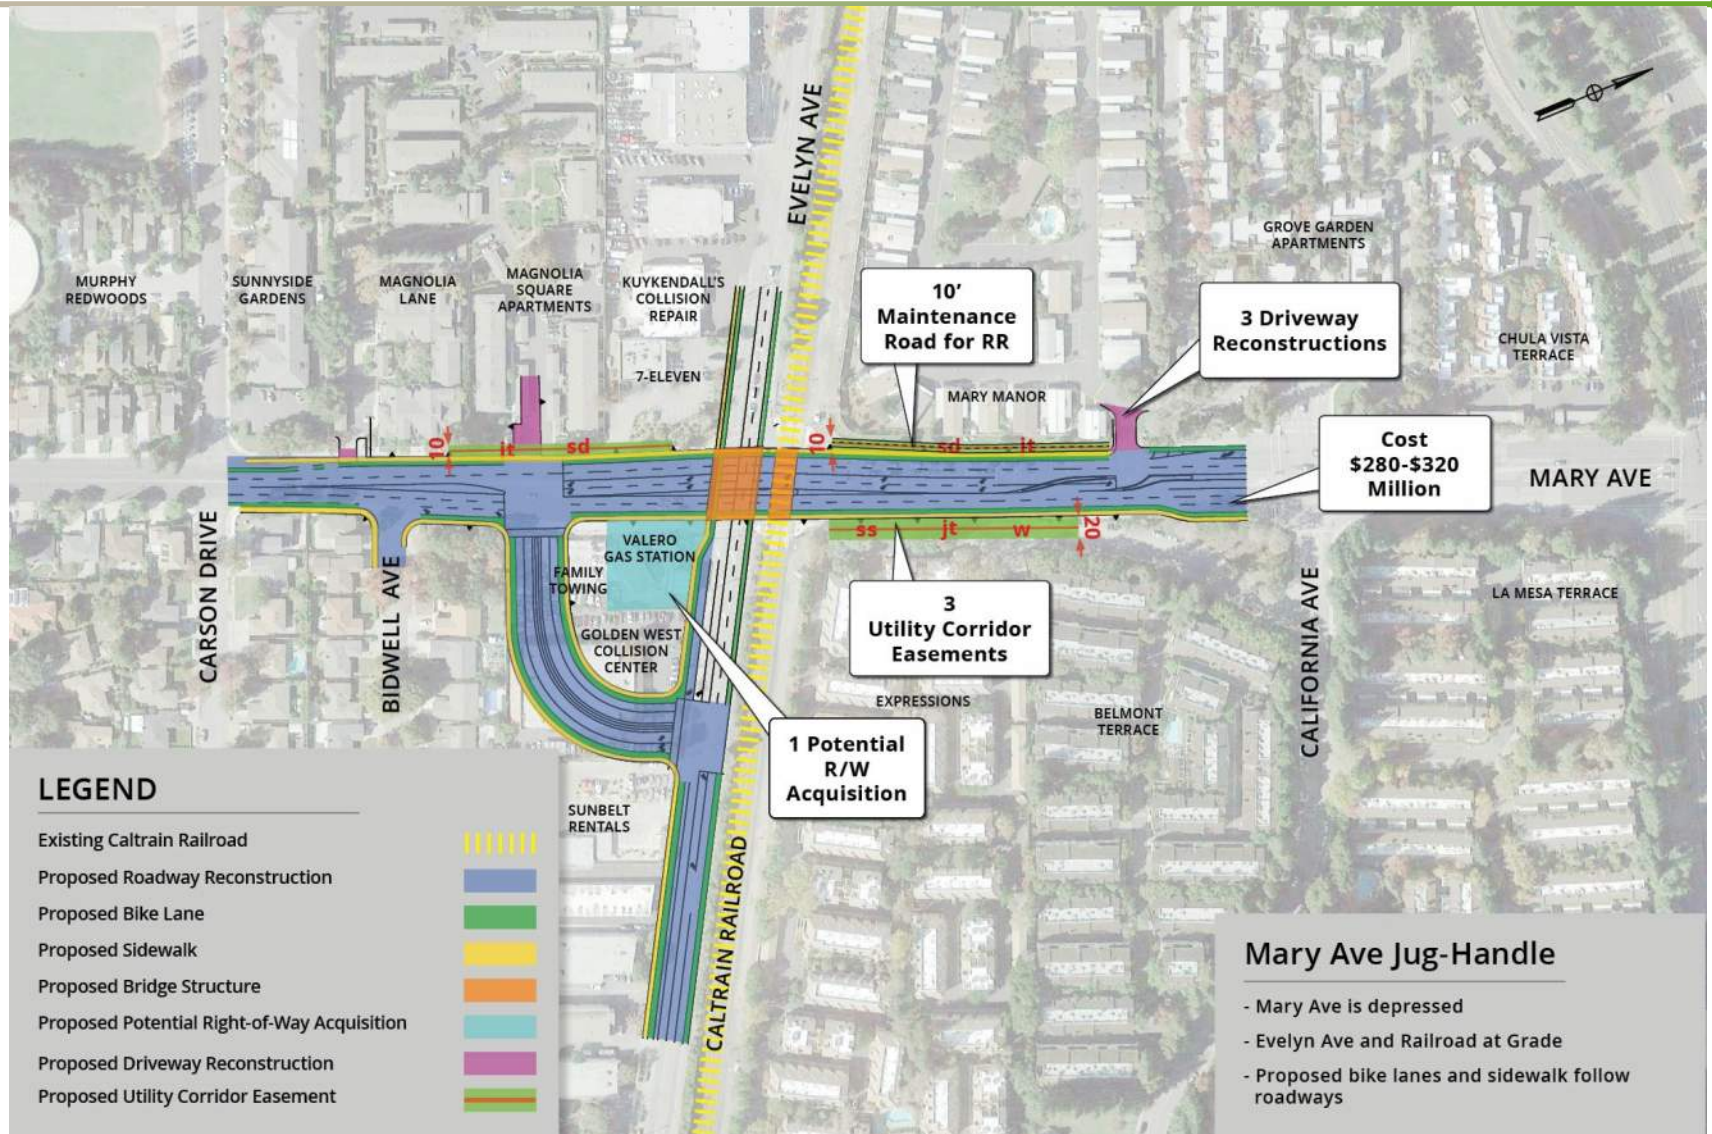 EVELYN AVE
GROVE GARDEN
APARTMENTS
MURPHY
REDWOODS
SUNNYSIDE
GARDENS
MAGNOLIA
LANE
MAGNOLIA
SQUARE
APARTMENTS
KUYKENDALL'S
COLLISION
REPAIR
10'
Maintenance
Road for RR
3 Driveway
Reconstructions
CHULA VISTA
TERRACE
7-ELEVEN
MARY MANOR
10
jt
sd
10
sd
jt
Cost
$280-$320
Million
MARY AVE
CARSON DRIVE
BIDWELL AVE
VALERO
GAS STATION
FAMILY
TOWING
GOLDEN WEST
COLLISION
CENTER
ss
jt
w
20
3
Utility Corridor
Easements
CALIFORNIA AVE
LA MESA TERRACE
EXPRESSIONS
BELMONT
TERRACE
1 Potential
R/W
Acquisition
SUNBELT
RENTALS
CALTRAIN RAILROAD
LEGEND
Existing Caltrain Railroad
Proposed Roadway Reconstruction
Proposed Bike Lane
Proposed Sidewalk
Proposed Bridge Structure
Proposed Potential Right-of-Way Acquisition
Proposed Driveway Reconstruction
Proposed Utility Corridor Easement
Mary Ave Jug-Handle
- Mary Ave is depressed
- Evelyn Ave and Railroad at Grade
- Proposed bike lanes and sidewalk follow
roadways